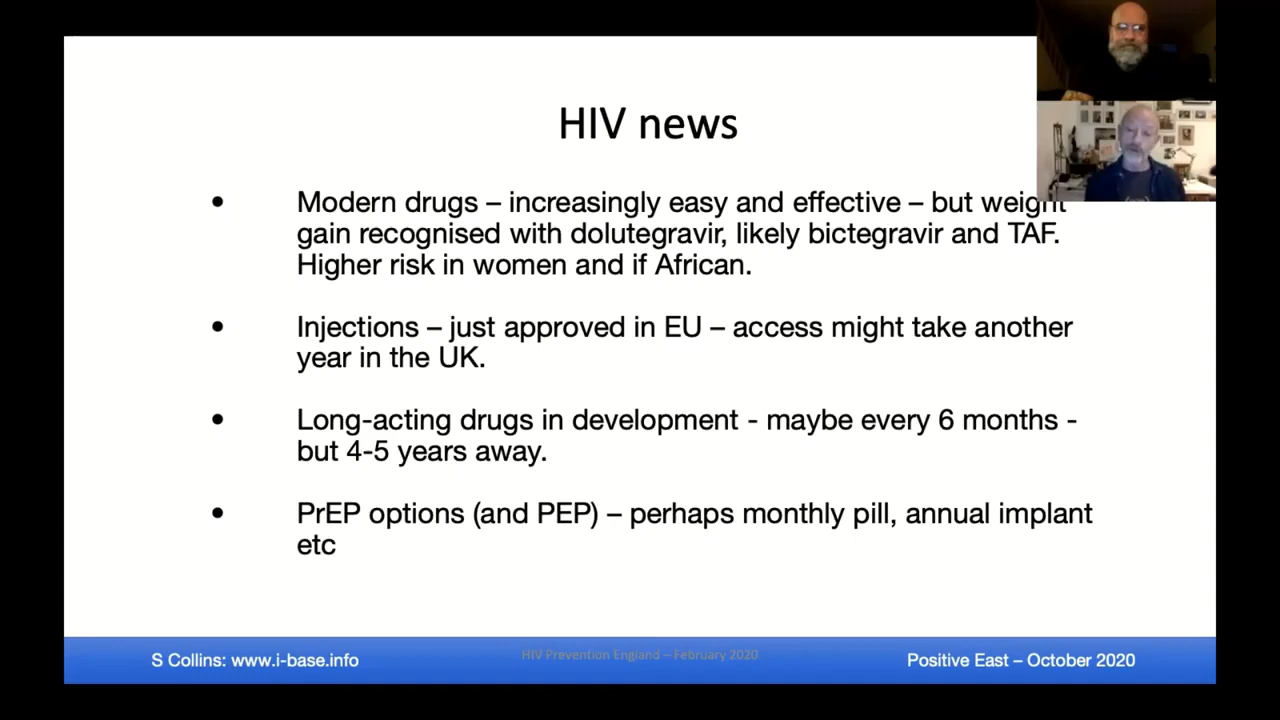 HIV news
• Modern drugs – increasingly easy and effective – but weight
gain recognised with dolutegravir, likely bictegravir and TAF.
Higher risk in women and if African.
• Injections – just approved in EU – access might take another
year in the UK.
• Long-acting drugs in development - maybe every 6 months -
but 4-5 years away.
• PrEP options (and PEP) – perhaps monthly pill, annual implant
etc
S Collins: www.i-base.info
HIV Prevention England – February 2020
Positive East – October 2020